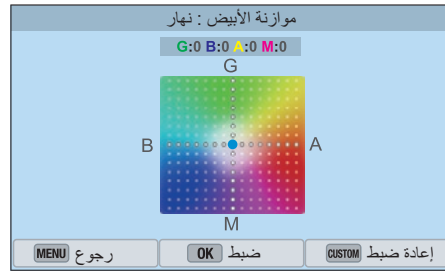 موازنة الأبيض : نهار
G:0 B:0 A:0 M:0
G
B A
M
رجوع MENU ضبط OK إعادة ضبط CUSTOM